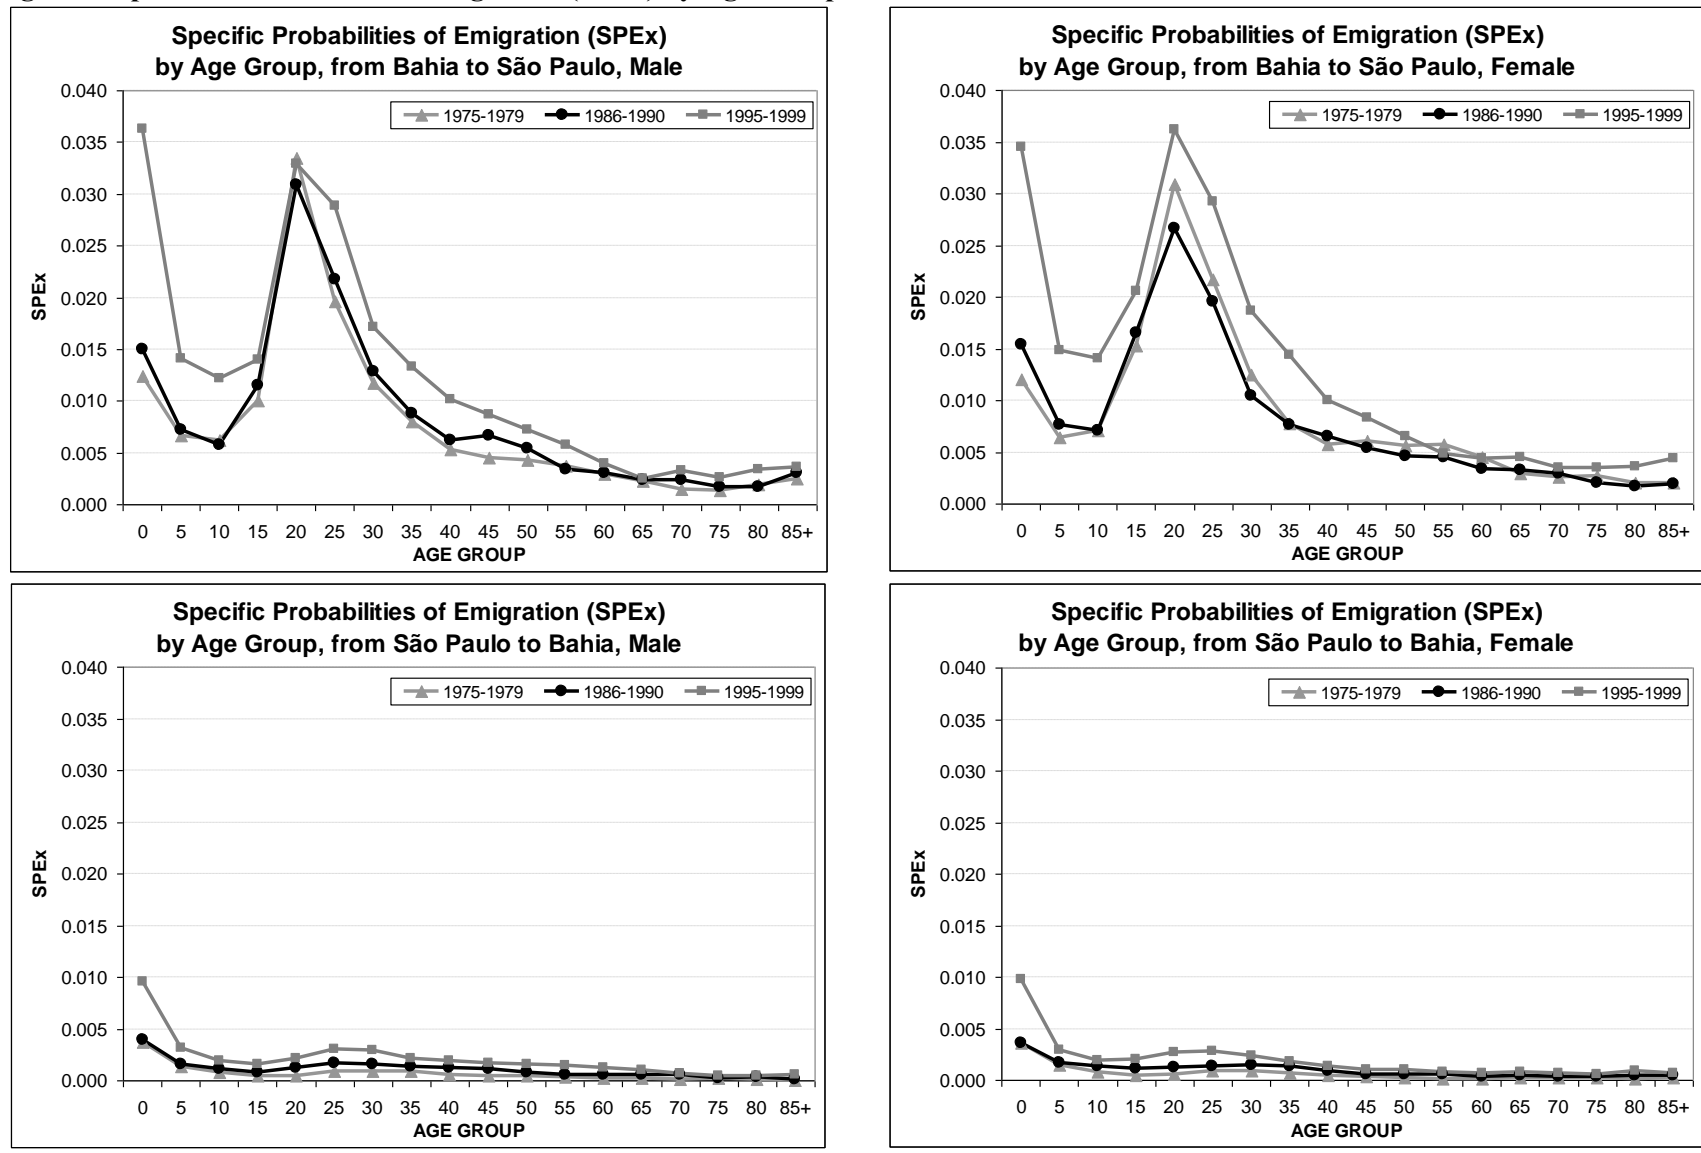 Specific Probabilities of Emigration (SPEx)
by Age Group, from Bahia to São Paulo, Male
0.040
0.035
0.030
0.025
0.020
0.015
0.010
0.005
0.000
SPEx
1975-1979 1986-1990 1995-1999
0 5 10 15 20 25 30 35 40 45 50 55 60 65 70 75 80 85+
AGE GROUP
Specific Probabilities of Emigration (SPEx)
by Age Group, from Bahia to São Paulo, Female
0.040
0.035
0.030
0.025
0.020
0.015
0.010
0.005
0.000
SPEx
1975-1979 1986-1990 1995-1999
0 5 10 15 20 25 30 35 40 45 50 55 60 65 70 75 80 85+
AGE GROUP
Specific Probabilities of Emigration (SPEx)
by Age Group, from São Paulo to Bahia, Male
0.040
0.035
0.030
0.025
0.020
0.015
0.010
0.005
0.000
SPEx
1975-1979 1986-1990 1995-1999
0 5 10 15 20 25 30 35 40 45 50 55 60 65 70 75 80 85+
AGE GROUP
Specific Probabilities of Emigration (SPEx)
by Age Group, from São Paulo to Bahia, Female
0.040
0.035
0.030
0.025
0.020
0.015
0.010
0.005
0.000
SPEx
1975-1979 1986-1990 1995-1999
0 5 10 15 20 25 30 35 40 45 50 55 60 65 70 75 80 85+
AGE GROUP